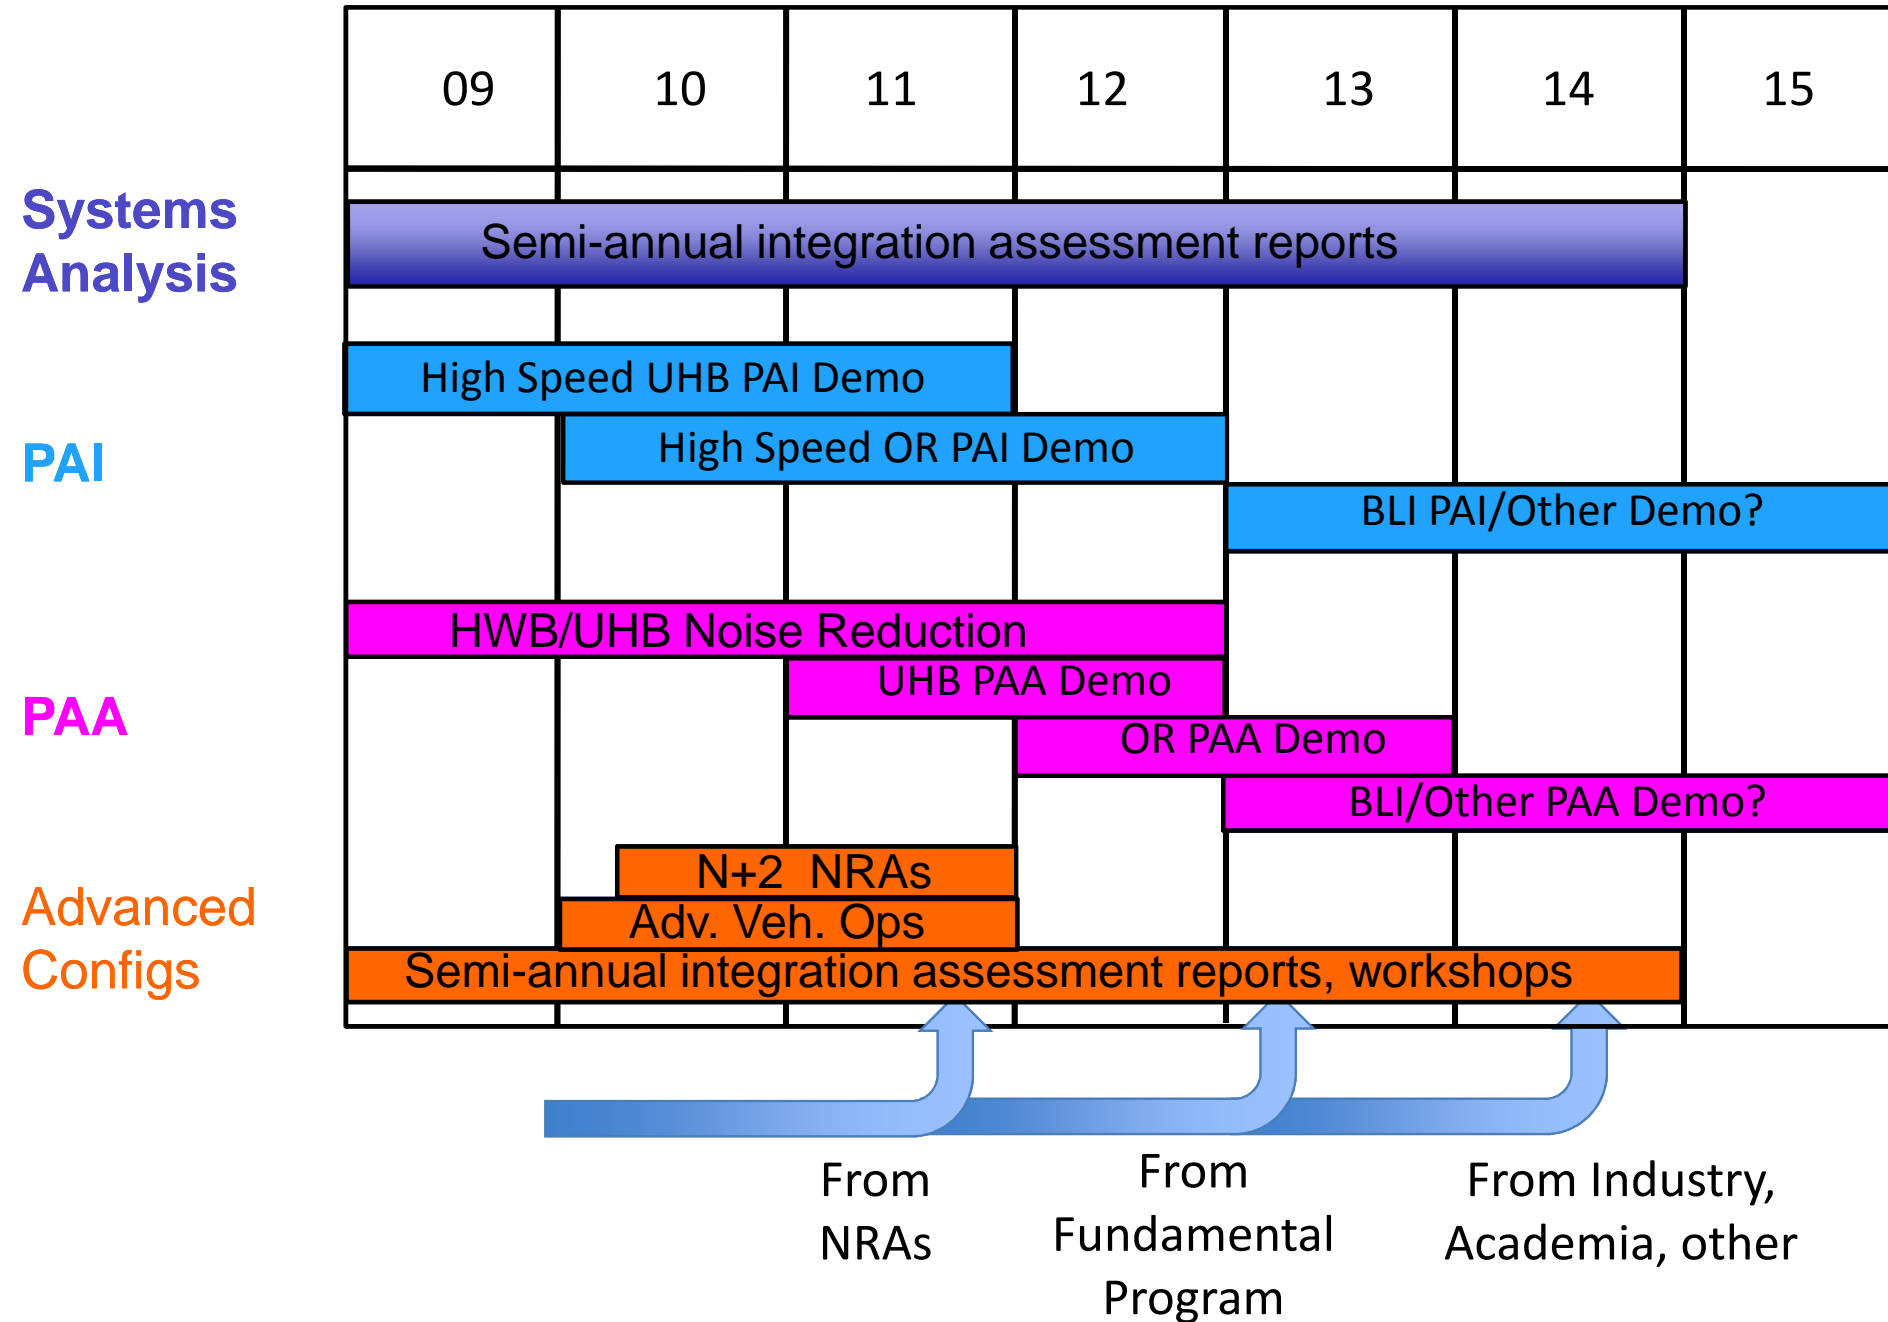 09 10 11 12 13 14 15
Systems
Analysis
Semi-annual integration assessment reports
High Speed UHB PAI Demo
PAI
High Speed OR PAI Demo
BLI PAI/Other Demo?
HWB/UHB Noise Reduction
UHB PAA Demo
PAA
OR PAA Demo
BLI/Other PAA Demo?
N+2 NRAs
Advanced
Configs
Adv. Veh. Ops
Semi-annual integration assessment reports, workshops
From
NRAs
From
Fundamental
Program
From Industry,
Academia, other